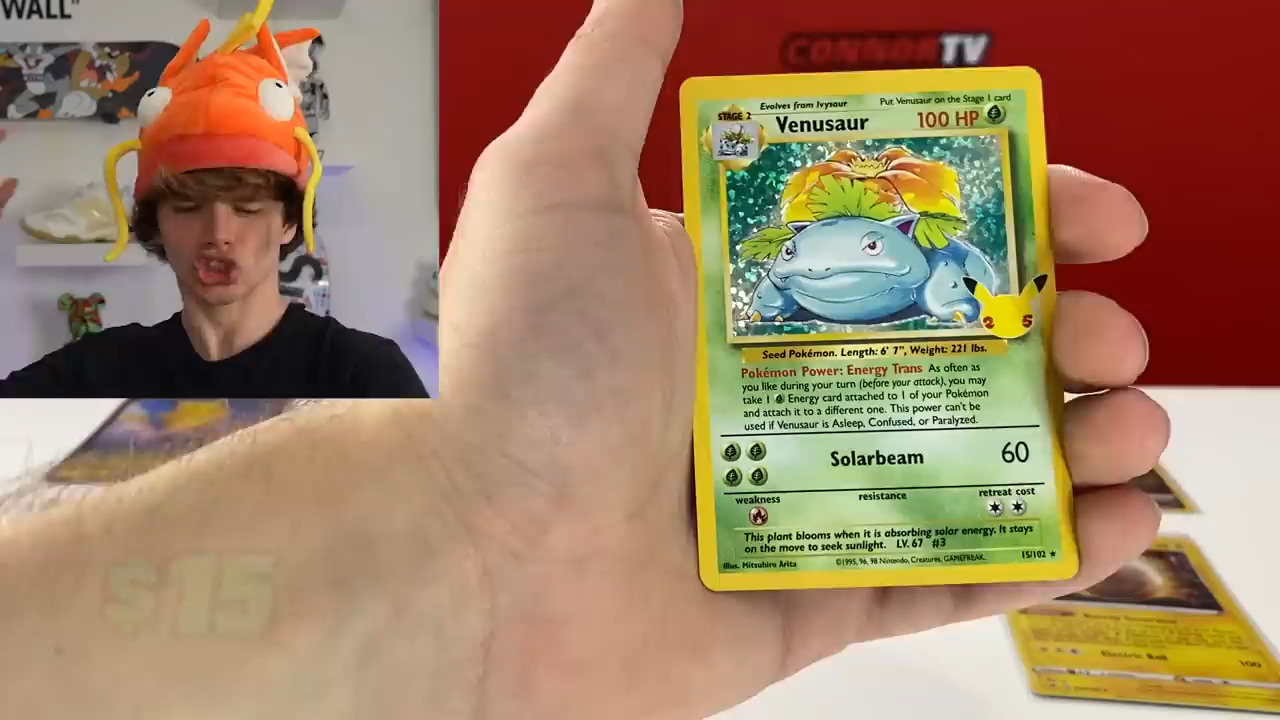 WALL"
CONNORTV
Evolves from Ivysaur
Put Venusaur on the Stage 1 card
STAGE 2
Venusaur
100 HP
25
Seed Pokémon. Length: 6' 7", Weight: 221 lbs.
Pokémon Power: Energy Trans As often as
you like during your turn (before your attack), you may
take 1 Energy card attached to 1 of your Pokémon
and attach it to a different one. This power can't be
used if Venusaur is Asleep, Confused, or Paralyzed.
Solarbeam 60
weakness
resistance
retreat cost
This plant blooms when it is absorbing solar energy. It stays
on the move to seek sunlight. LV. 67 #3
Illus. Mitsuhiro Arita
©1995, 96, 98 Nintendo, Creatures, GAMEFREAK.
15/102
$15
Electric Ball
100